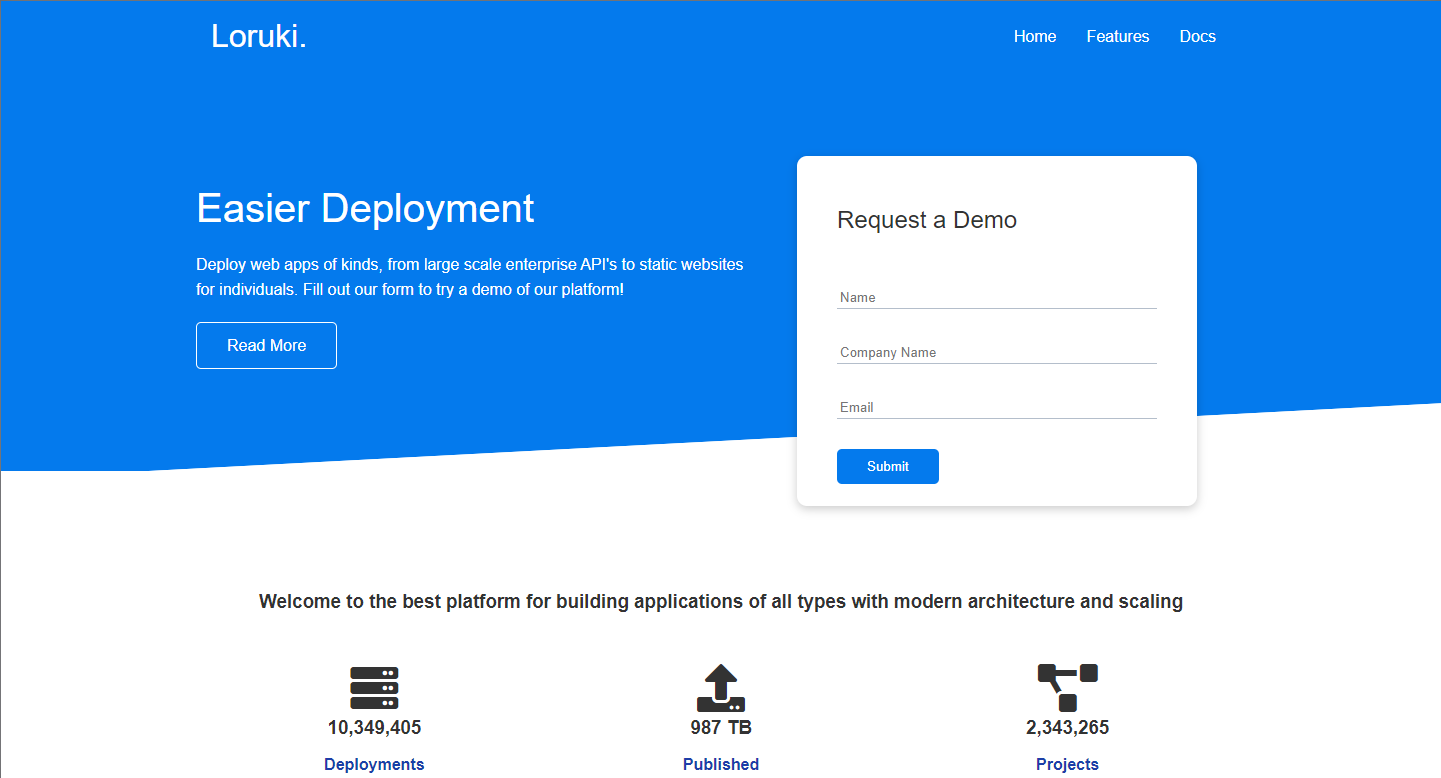 Loruki.
Home Features Docs
Easier Deployment
Deploy web apps of kinds, from large scale enterprise API's to static websites
for individuals. Fill out our form to try a demo of our platform!
Read More
Request a Demo
Name
Company Name
Email
Submit
Welcome to the best platform for building applications of all types with modern architecture and scaling
10,349,405
Deployments
987 TB
Published
2,343,265
Projects